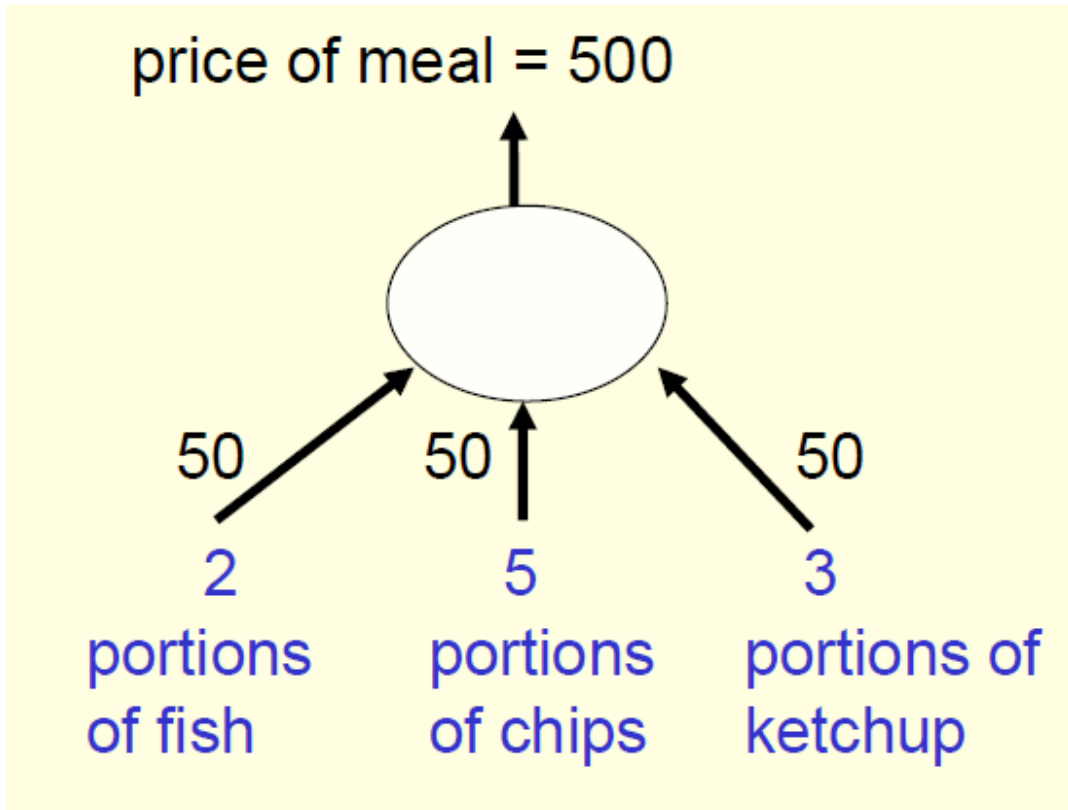 price of meal = 500
50 50 50
2 5 3
portions portions portions of
of fish of chips ketchup